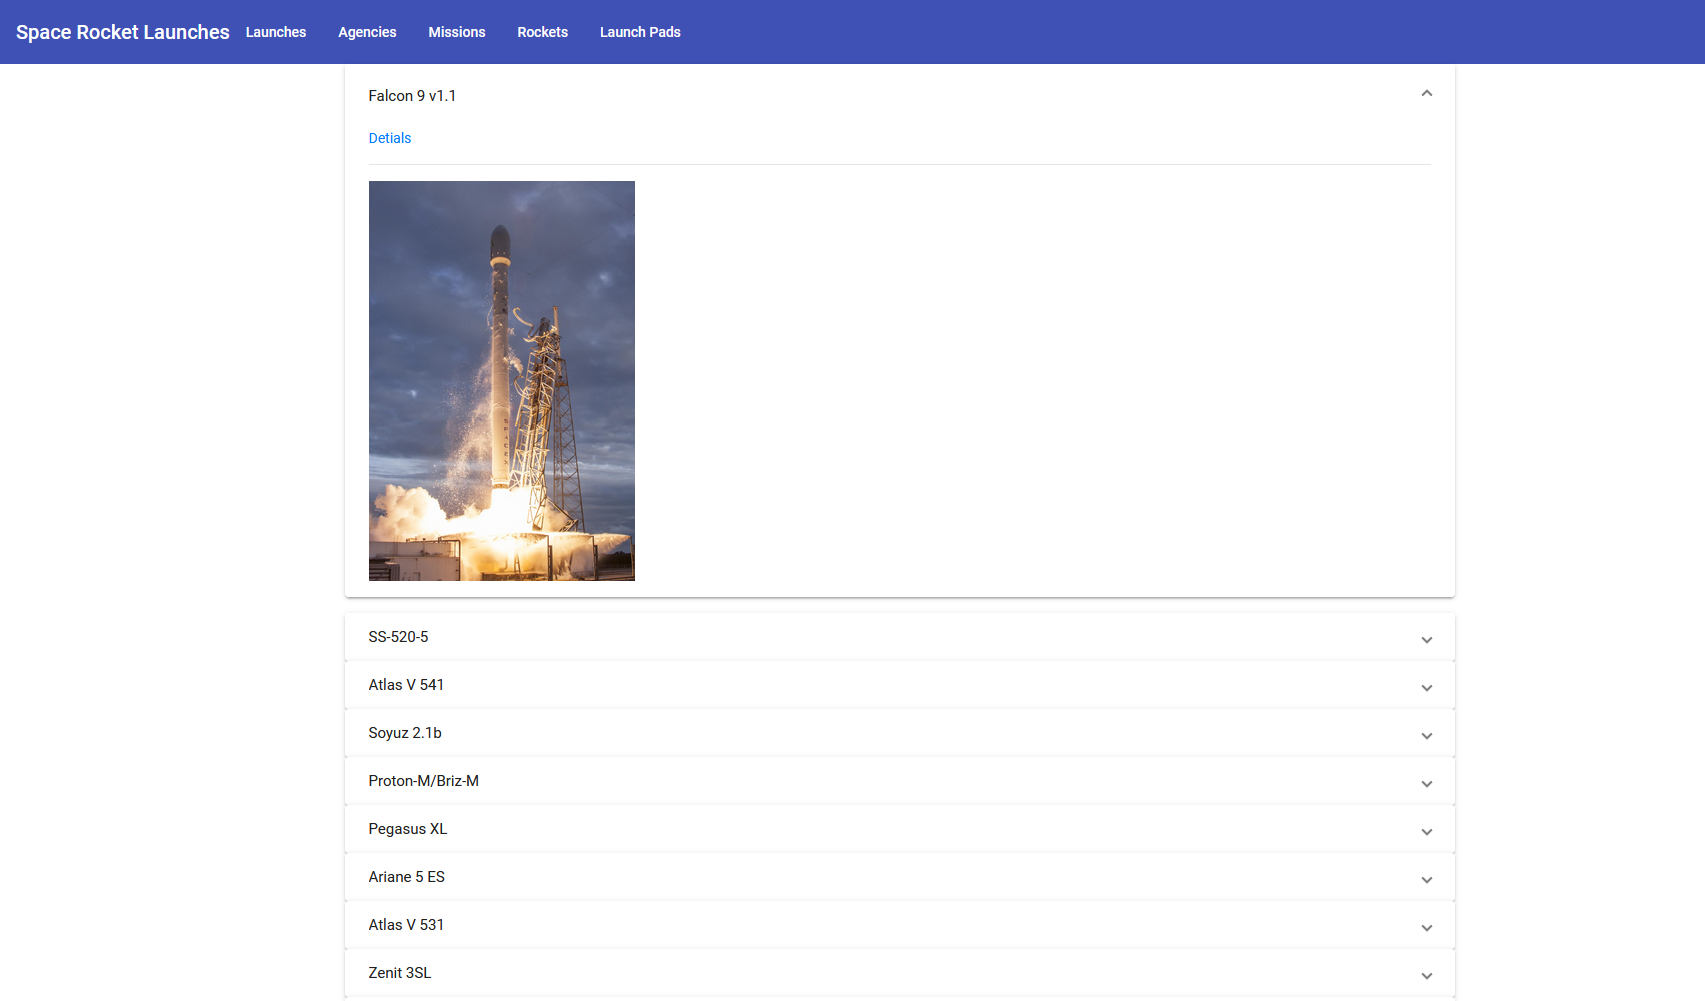 Space Rocket Launches Launches Agencies Missions Rockets Launch Pads
Falcon 9 v1.1
Detials
SPACEX
SS-520-5
Atlas V 541
Soyuz 2.1b
Proton-M/Briz-M
Pegasus XL
Ariane 5 ES
Atlas V 531
Zenit 3SL